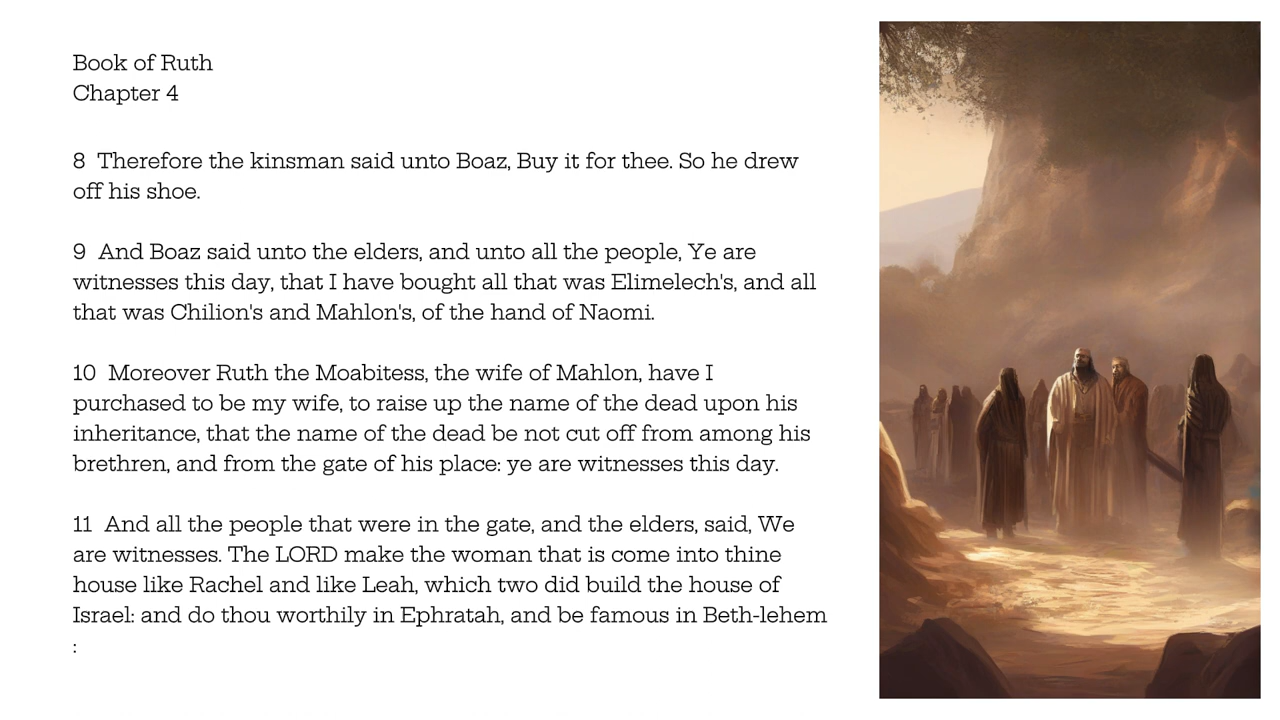 Book of Ruth
Chapter 4
8  Therefore the kinsman said unto Boaz, Buy it for thee. So he drew
off his shoe.
9  And Boaz said unto the elders, and unto all the people, Ye are
witnesses this day, that I have bought all that was Elimelech's, and all
that was Chilion's and Mahlon's, of the hand of Naomi.
10  Moreover Ruth the Moabitess, the wife of Mahlon, have I
purchased to be my wife, to raise up the name of the dead upon his
inheritance, that the name of the dead be not cut off from among his
brethren, and from the gate of his place: ye are witnesses this day.
11  And all the people that were in the gate, and the elders, said, We
are witnesses. The LORD make the woman that is come into thine
house like Rachel and like Leah, which two did build the house of
Israel: and do thou worthily in Ephratah, and be famous in Beth-lehem
: